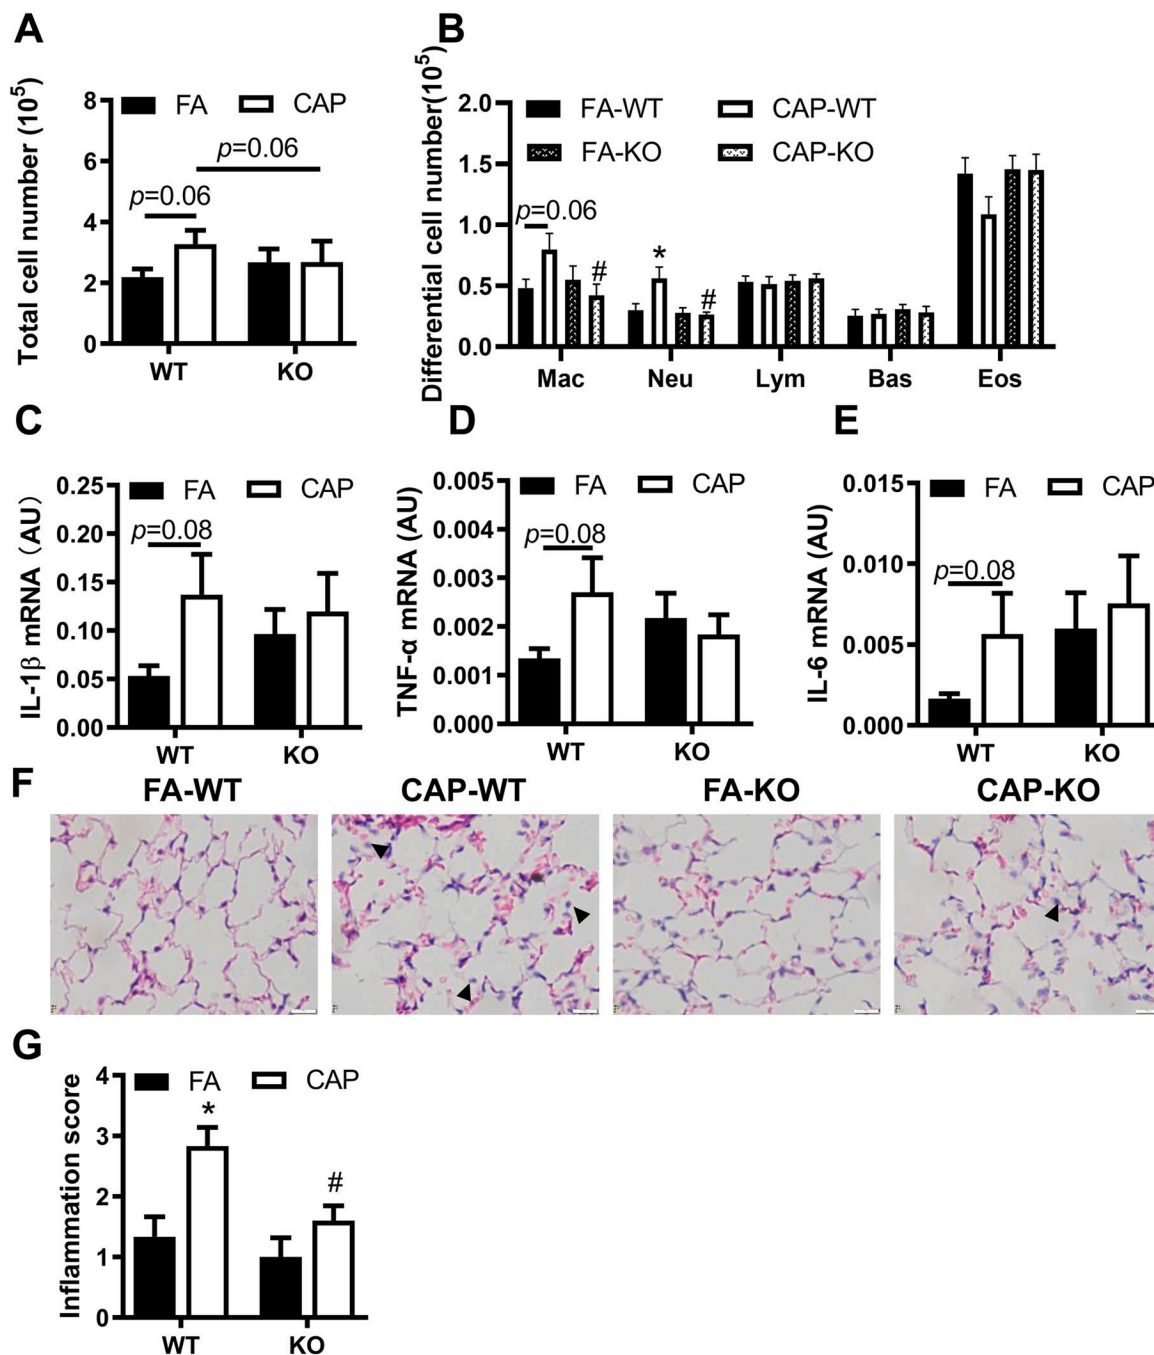 A
Total cell number (10⁵)
8
6
4
2
0
FA CAP
p=0.06
p=0.06
WT KO
B
Differential cell number(10⁵)
2.0
1.5
1.0
0.5
0.0
FA-WT CAP-WT
FA-KO CAP-KO
p=0.06
#
*
#
Mac Neu Lym Bas Eos
C
IL-1β mRNA (AU)
0.25
0.20
0.15
0.10
0.05
0.00
FA CAP
p=0.08
WT KO
D
TNF-α mRNA (AU)
0.005
0.004
0.003
0.002
0.001
0.000
FA CAP
p=0.08
WT KO
E
IL-6 mRNA (AU)
0.015
0.010
0.005
0.000
FA CAP
p=0.08
WT KO
F
FA-WT CAP-WT FA-KO CAP-KO
G
Inflammation score
4
3
2
1
0
FA CAP
*
#
WT KO